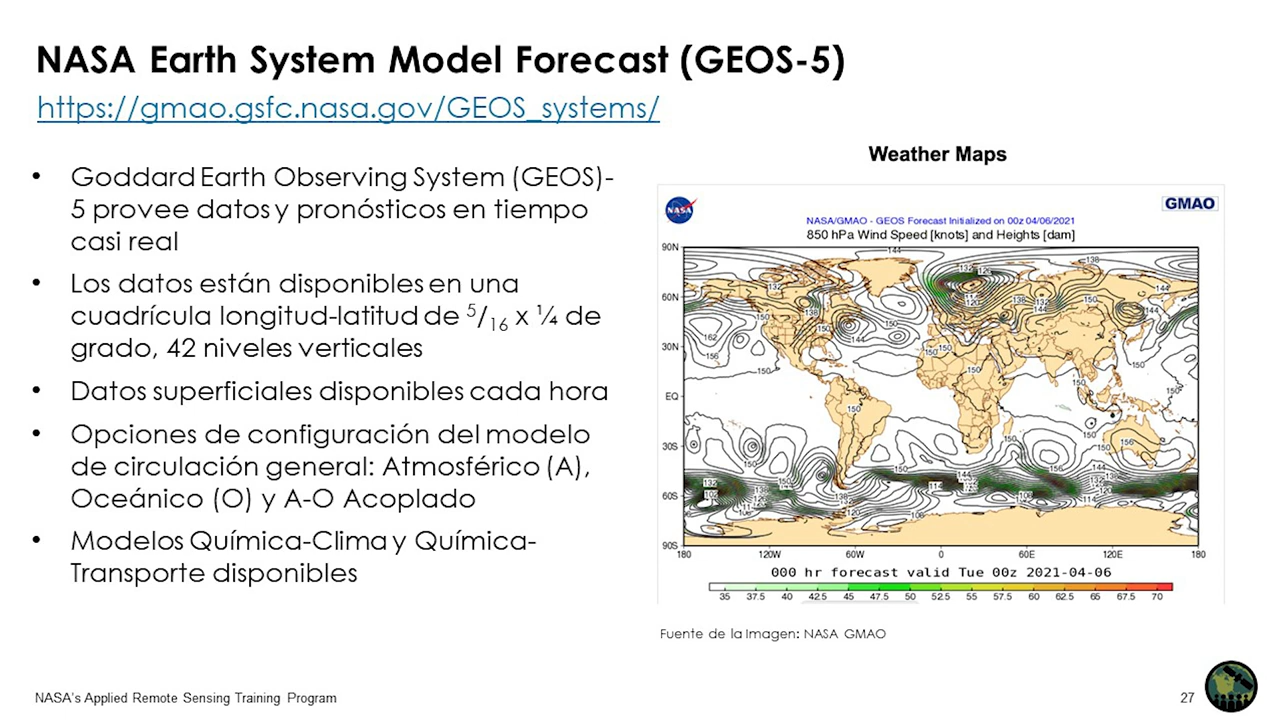 NASA Earth System Model Forecast (GEOS-5)
https://gmao.gsfc.nasa.gov/GEOS_systems/
• Goddard Earth Observing System (GEOS)-
5 provee datos y pronósticos en tiempo
casi real
• Los datos están disponibles en una
cuadrícula longitud-latitud de 5/16 x ¼ de
grado, 42 niveles verticales
• Datos superficiales disponibles cada hora
• Opciones de configuración del modelo
de circulación general: Atmosférico (A),
Oceánico (O) y A-O Acoplado
• Modelos Química-Clima y Química-
Transporte disponibles
Weather Maps
NASA
GMAO
NASA/GMAO - GEOS Forecast Initialized on 00z 04/06/2021
850 hPa Wind Speed [knots] and Heights [dam]
90N
60N
30N
EQ
30S
60S
90S
180 120W 60W 0 60E 120E 180
000 hr forecast valid Tue 00z 2021-04-06
35 37.5 40 42.5 45 47.5 50 52.5 55 57.5 60 62.5 65 67.5 70
Fuente de la Imagen: NASA GMAO
NASA's Applied Remote Sensing Training Program
27